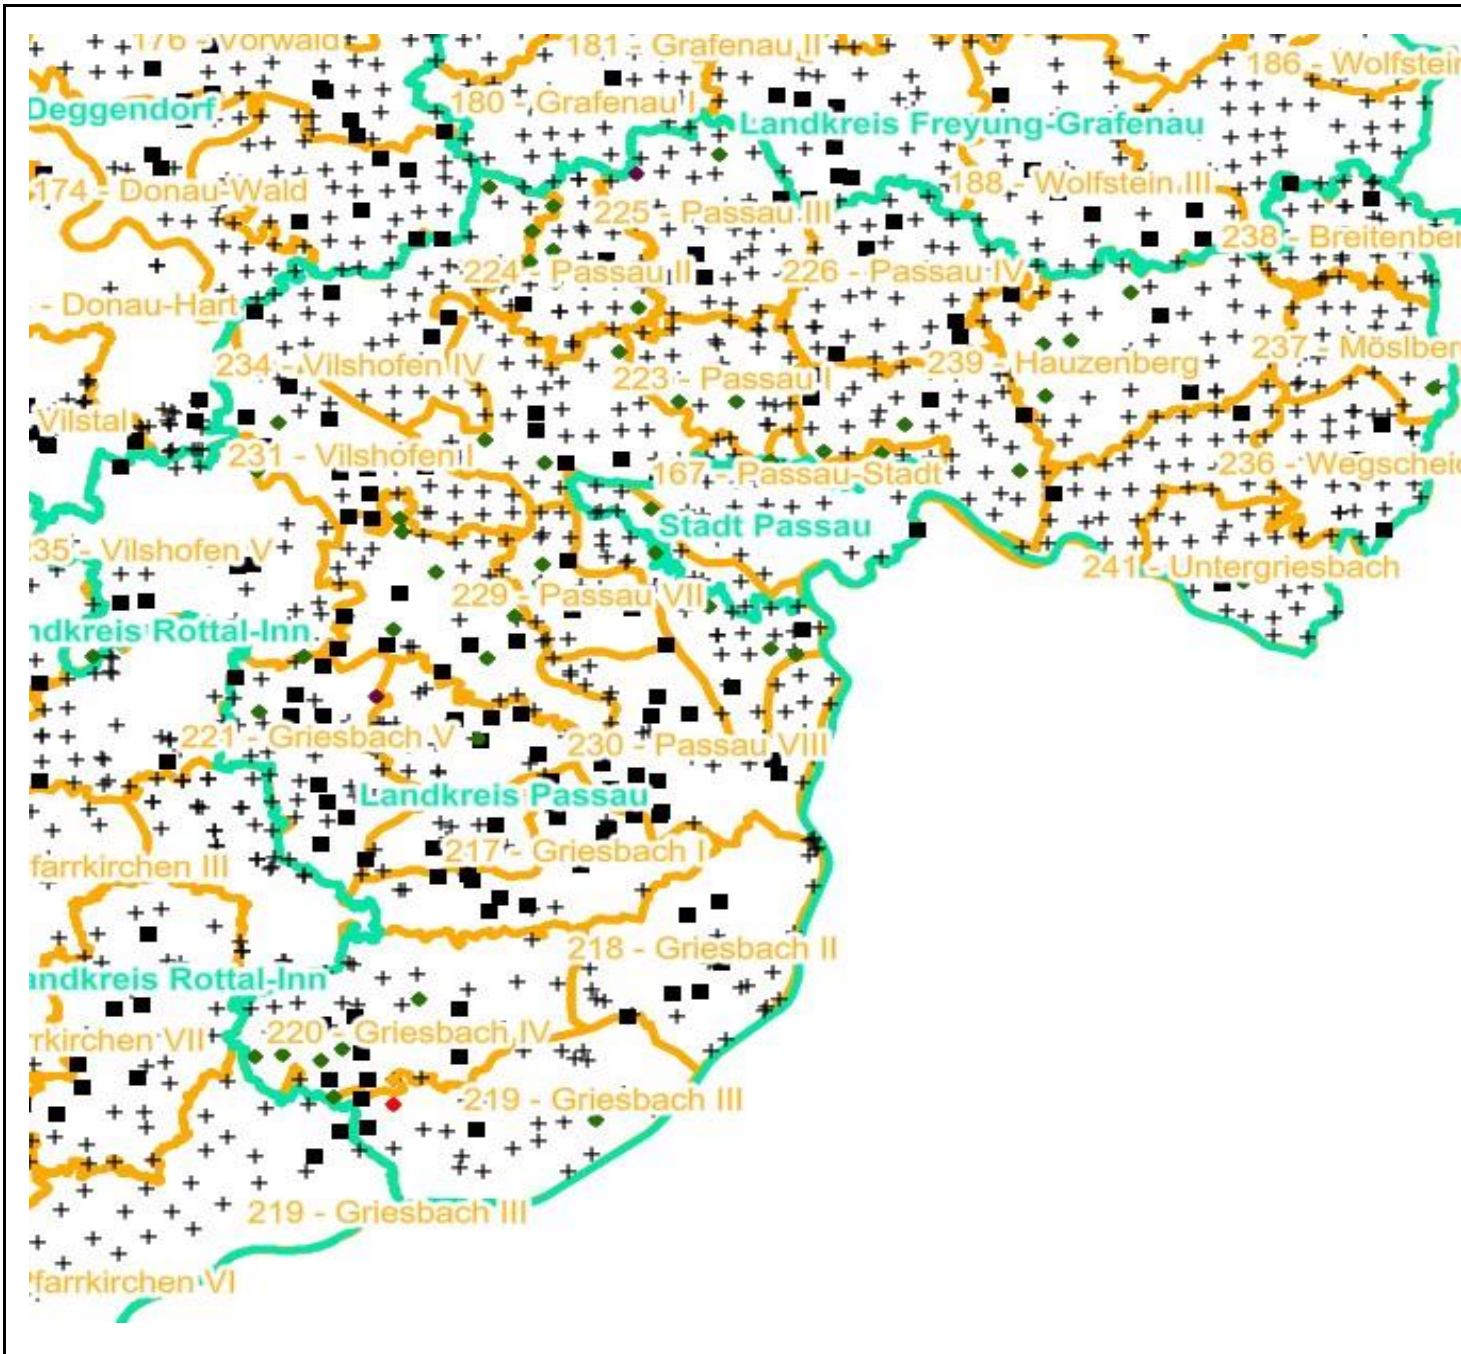 176 - Vorwald
181 - Grafenau II
186 - Wolfstein
Deggendorf
180 - Grafenau I
Landkreis Freyung-Grafenau
174 - Donau-Wald
188 - Wolfstein III
225 - Passau III
238 - Breitenber
224 - Passau II
226 - Passau IV
- Donau-Hart
234 - Vilshofen IV
223 - Passau I
239 - Hauzenberg
237 - Möslber
Vilstal
231 - Vilshofen I
167 - Passau-Stadt
236 - Wegscheid
Stadt Passau
235 - Vilshofen V
241 - Untergriesbach
229 - Passau VII
ndkreis Rottal-Inn
221 - Griesbach V
230 - Passau VIII
Landkreis Passau
217 - Griesbach I
farrkirchen III
218 - Griesbach II
andkreis Rottal-Inn
220 - Griesbach IV
rrkirchen VII
219 - Griesbach III
219 - Griesbach III
Pfarrkirchen VI